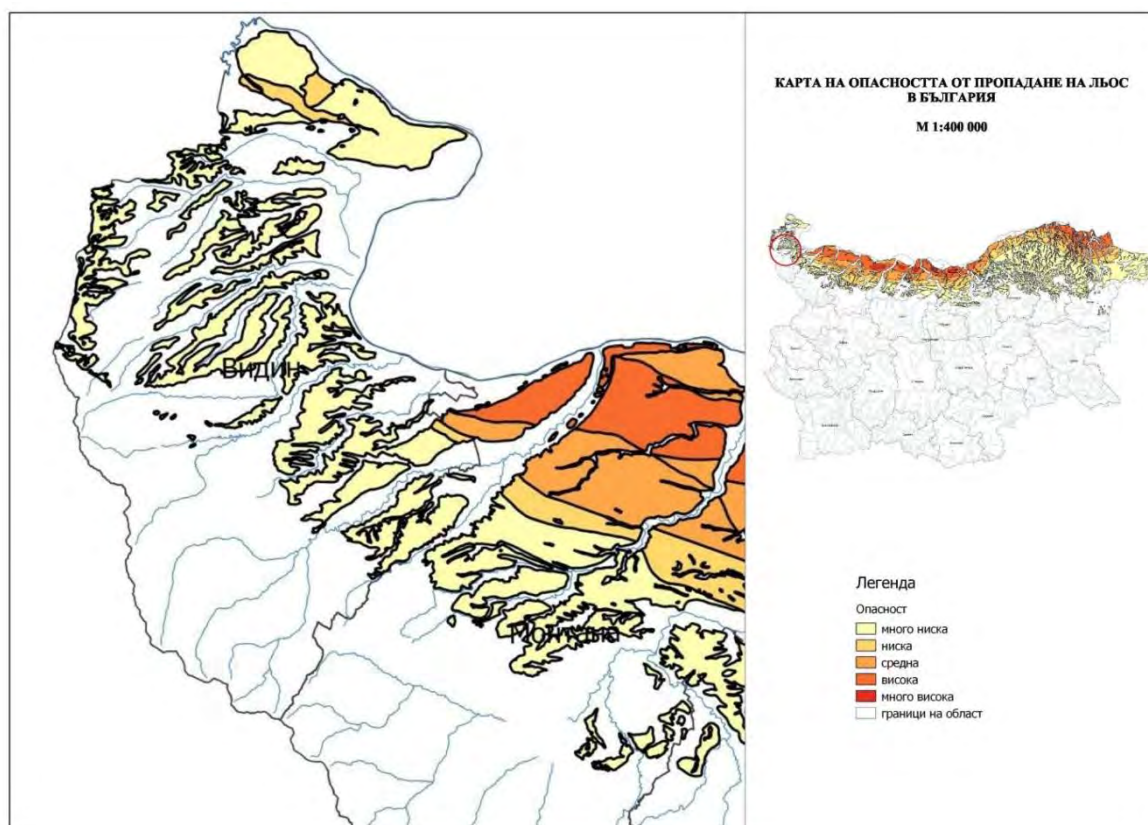 КАРТА НА ОПАСНОСТТА ОТ ПРОПАДАНЕ НА ЛЬОС
В БЪЛГАРИЯ
М 1:400 000
Видин
Монтана
Легенда
Опасност
много ниска
ниска
средна
висока
много висока
граници на област